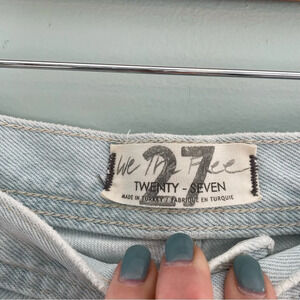 We The Free
27
TWENTY - SEVEN
MADE IN TURKEY / FABRIQUÉ EN TURQUIE